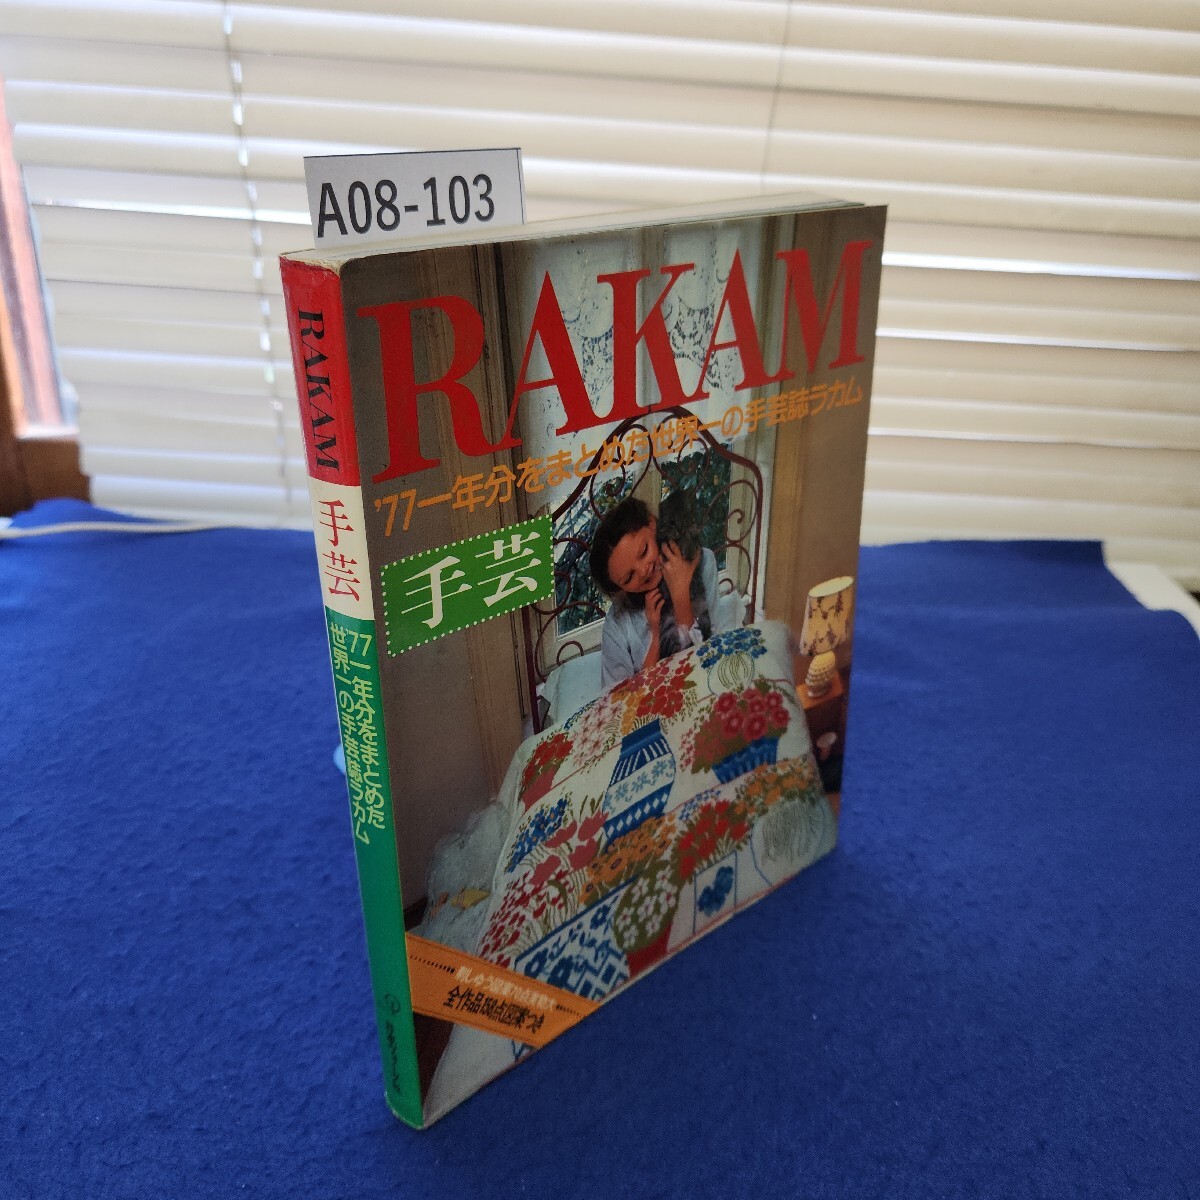 A08-103
RAKAM
'77一年分をまとめた世界一の手芸誌ラカム
手芸
全作品158点図案つき
RAKAM
手芸
'77一年分をまとめた
世界一の手芸誌ラカム